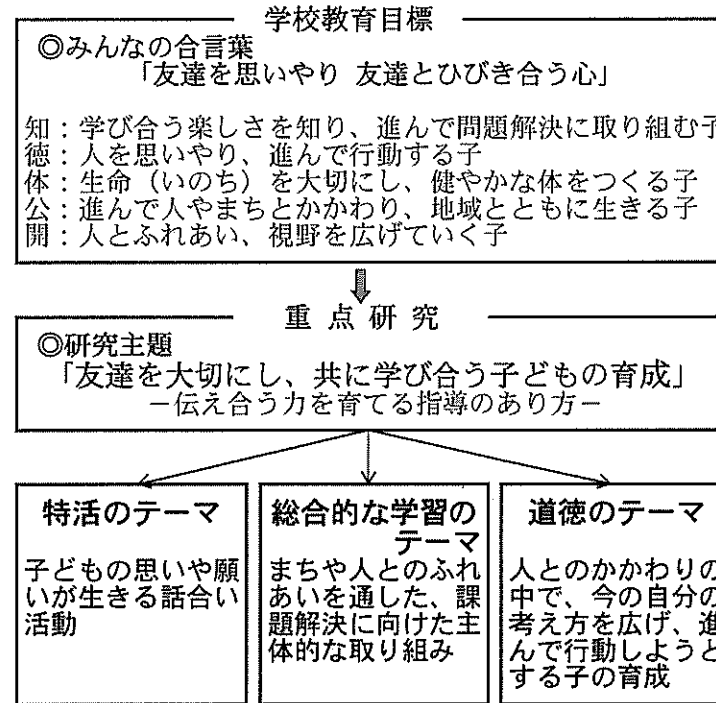 学校教育目標
◎みんなの合言葉
「友達を思いやり 友達とひびき合う心」
知：学び合う楽しさを知り、進んで問題解決に取り組む子
徳：人を思いやり、進んで行動する子
体：生命（いのち）を大切にし、健やかな体をつくる子
公：進んで人やまちとかかわり、地域とともに生きる子
開：人とふれあい、視野を広げていく子
重点研究
◎研究主題
「友達を大切にし、共に学び合う子どもの育成」
－伝え合う力を育てる指導のあり方－
特活のテーマ
子どもの思いや願
いが生きる話合い
活動
総合的な学習の
テーマ
まちや人とのふれ
あいを通した、課
題解決に向けた主
体的な取り組み
道徳のテーマ
人とのかかわりの
中で、今の自分の
考え方を広げ、進
んで行動しようと
する子の育成